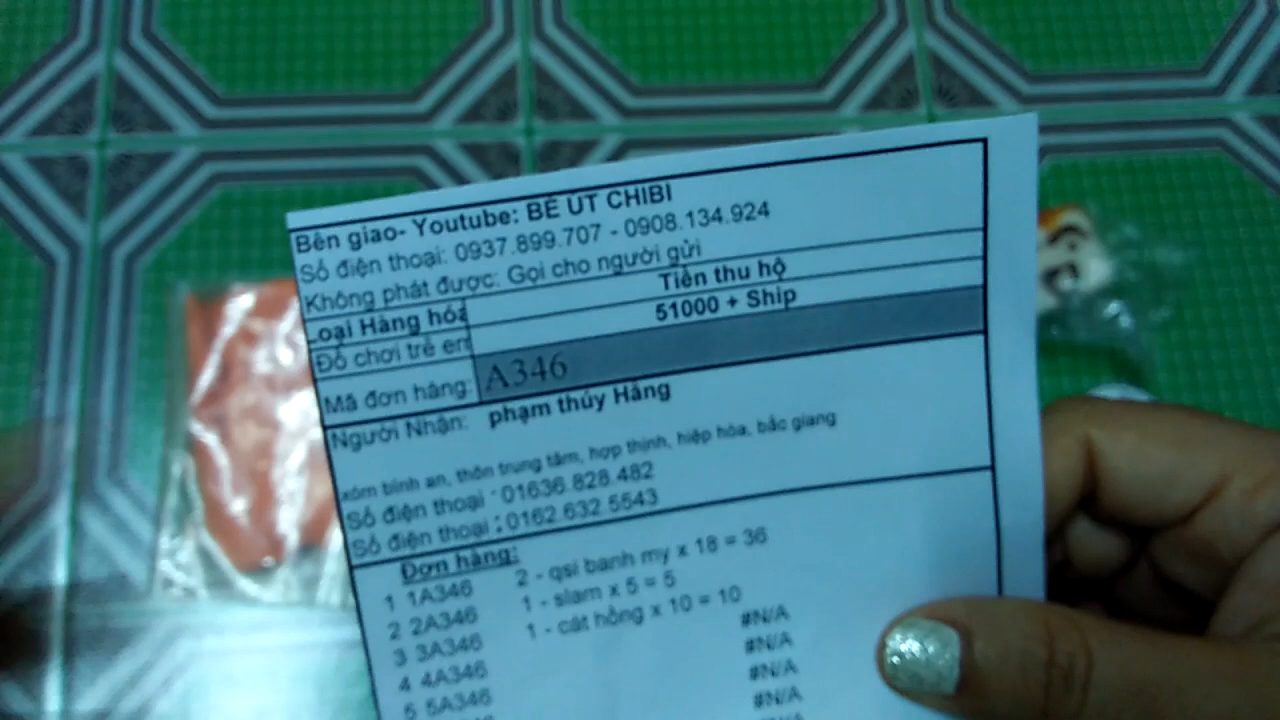 Bên giao- Youtube: BÉ ÚT CHIBI
Số điện thoại: 0937.899.707 - 0908.134.924
Không phát được: Gọi cho người gửi
Loại Hàng hóa Tiền thu hộ
Đồ chơi trẻ em 51000 + Ship
Mã đơn hàng: A346
Người Nhận: phạm thúy Hằng
xóm bình an, thôn trung tâm, hợp thịnh, hiệp hòa, bắc giang
Số điện thoại : 01636.828.482
Số điện thoại : 0162.632.5543
Đơn hàng:
1 1A346 2 - qsi banh my x 18 = 36
2 2A346 1 - slam x 5 = 5
3 3A346 1 - cát hồng x 10 = 10
4 4A346 #N/A
5 5A346 #N/A
#N/A
#N/A